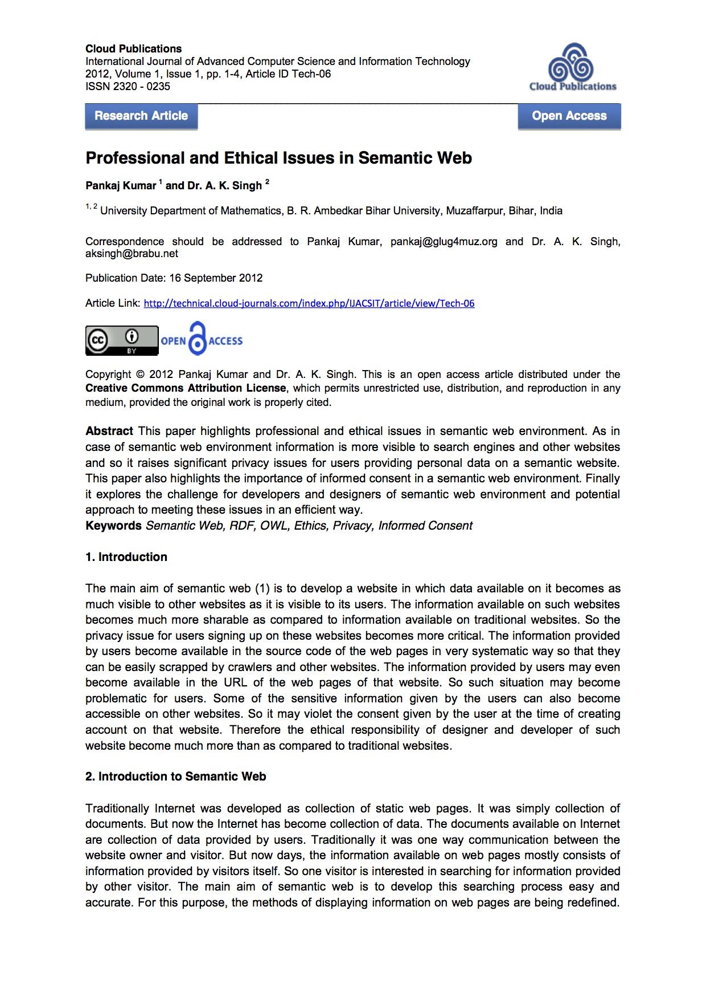 Cloud Publications
International Journal of Advanced Computer Science and Information Technology
2012, Volume 1, Issue 1, pp. 1-4, Article ID Tech-06
ISSN 2320 - 0235
Cloud Publications
Research Article
Open Access
Professional and Ethical Issues in Semantic Web
Pankaj Kumar 1 and Dr. A. K. Singh 2
1, 2 University Department of Mathematics, B. R. Ambedkar Bihar University, Muzaffarpur, Bihar, India
Correspondence should be addressed to Pankaj Kumar, pankaj@glug4muz.org and Dr. A. K. Singh,
aksingh@brabu.net
Publication Date: 16 September 2012
Article Link: http://technical.cloud-journals.com/index.php/IJACSIT/article/view/Tech-06
cc BY OPEN ACCESS
Copyright © 2012 Pankaj Kumar and Dr. A. K. Singh. This is an open access article distributed under the
Creative Commons Attribution License, which permits unrestricted use, distribution, and reproduction in any
medium, provided the original work is properly cited.
Abstract This paper highlights professional and ethical issues in semantic web environment. As in
case of semantic web environment information is more visible to search engines and other websites
and so it raises significant privacy issues for users providing personal data on a semantic website.
This paper also highlights the importance of informed consent in a semantic web environment. Finally
it explores the challenge for developers and designers of semantic web environment and potential
approach to meeting these issues in an efficient way.
Keywords Semantic Web, RDF, OWL, Ethics, Privacy, Informed Consent
1. Introduction
The main aim of semantic web (1) is to develop a website in which data available on it becomes as
much visible to other websites as it is visible to its users. The information available on such websites
becomes much more sharable as compared to information available on traditional websites. So the
privacy issue for users signing up on these websites becomes more critical. The information provided
by users become available in the source code of the web pages in very systematic way so that they
can be easily scrapped by crawlers and other websites. The information provided by users may even
become available in the URL of the web pages of that website. So such situation may become
problematic for users. Some of the sensitive information given by the users can also become
accessible on other websites. So it may violet the consent given by the user at the time of creating
account on that website. Therefore the ethical responsibility of designer and developer of such
website become much more than as compared to traditional websites.
2. Introduction to Semantic Web
Traditionally Internet was developed as collection of static web pages. It was simply collection of
documents. But now the Internet has become collection of data. The documents available on Internet
are collection of data provided by users. Traditionally it was one way communication between the
website owner and visitor. But now days, the information available on web pages mostly consists of
information provided by visitors itself. So one visitor is interested in searching for information provided
by other visitor. The main aim of semantic web is to develop this searching process easy and
accurate. For this purpose, the methods of displaying information on web pages are being redefined.